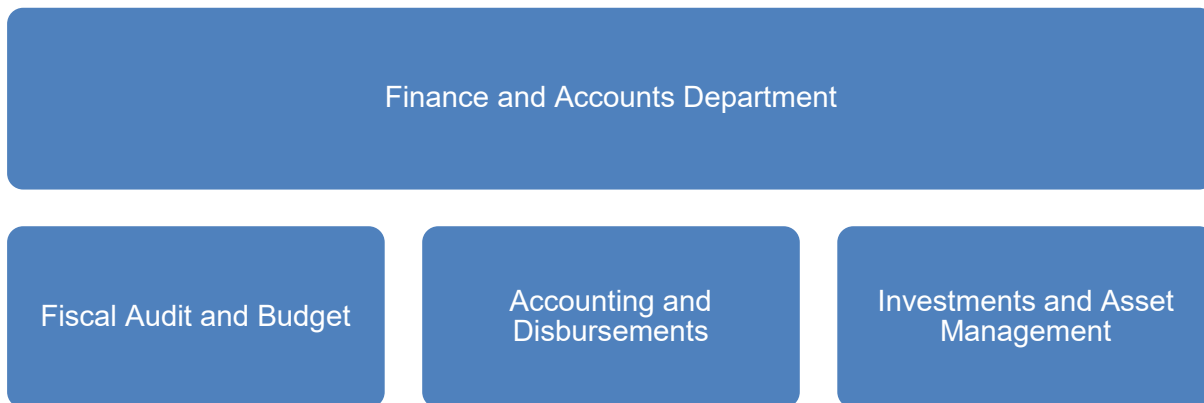 Finance and Accounts Department
Fiscal Audit and Budget
Accounting and
Disbursements
Investments and Asset
Management